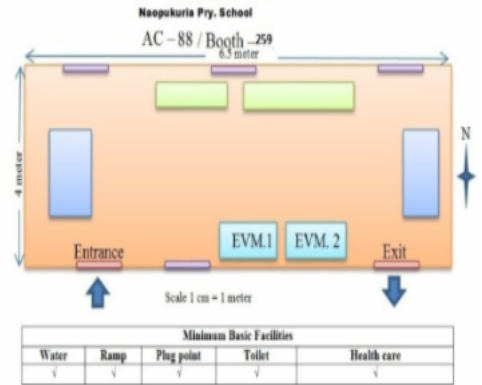 Naopukuria Pry. School
AC – 88 / Booth –259
6.5 meter
4 meter
N
EVM.1 EVM. 2
Entrance Exit
Scale 1 cm = 1 meter
Minimum Basic Facilities
Water Ramp Plug point Toilet Health care
√ √ √ √ √